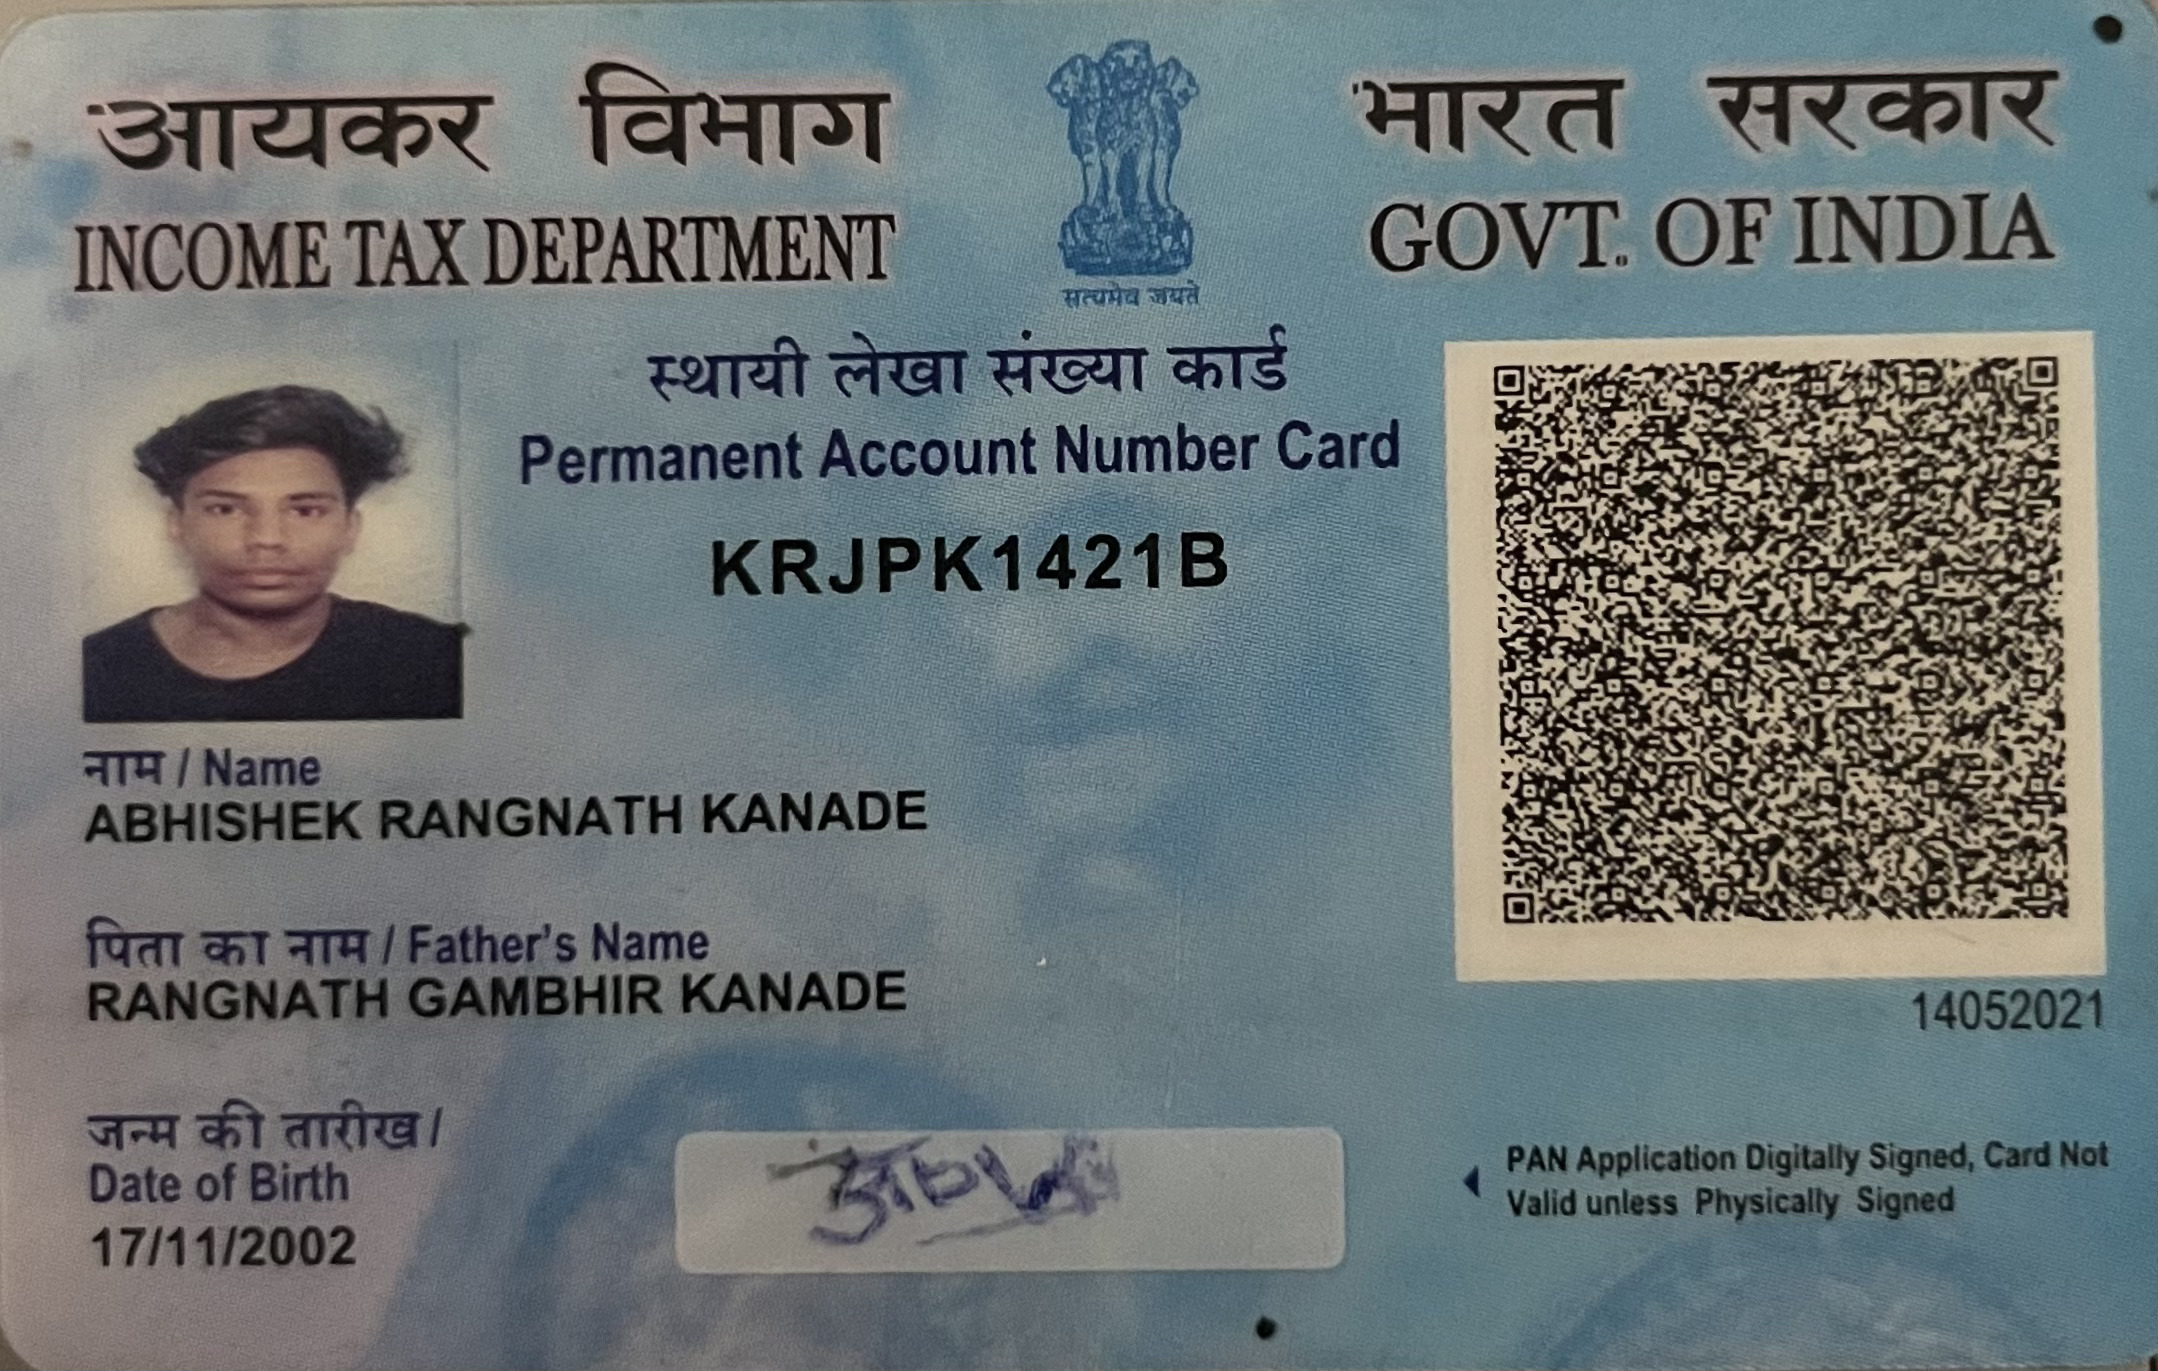 आयकर विभाग
INCOME TAX DEPARTMENT
सत्यमेव जयते
भारत सरकार
GOVT. OF INDIA
स्थायी लेखा संख्या कार्ड
Permanent Account Number Card
KRJPK1421B
नाम / Name
ABHISHEK RANGNATH KANADE
पिता का नाम / Father's Name
RANGNATH GAMBHIR KANADE
14052021
जन्म की तारीख /
Date of Birth
17/11/2002
PAN Application Digitally Signed, Card Not
Valid unless Physically Signed